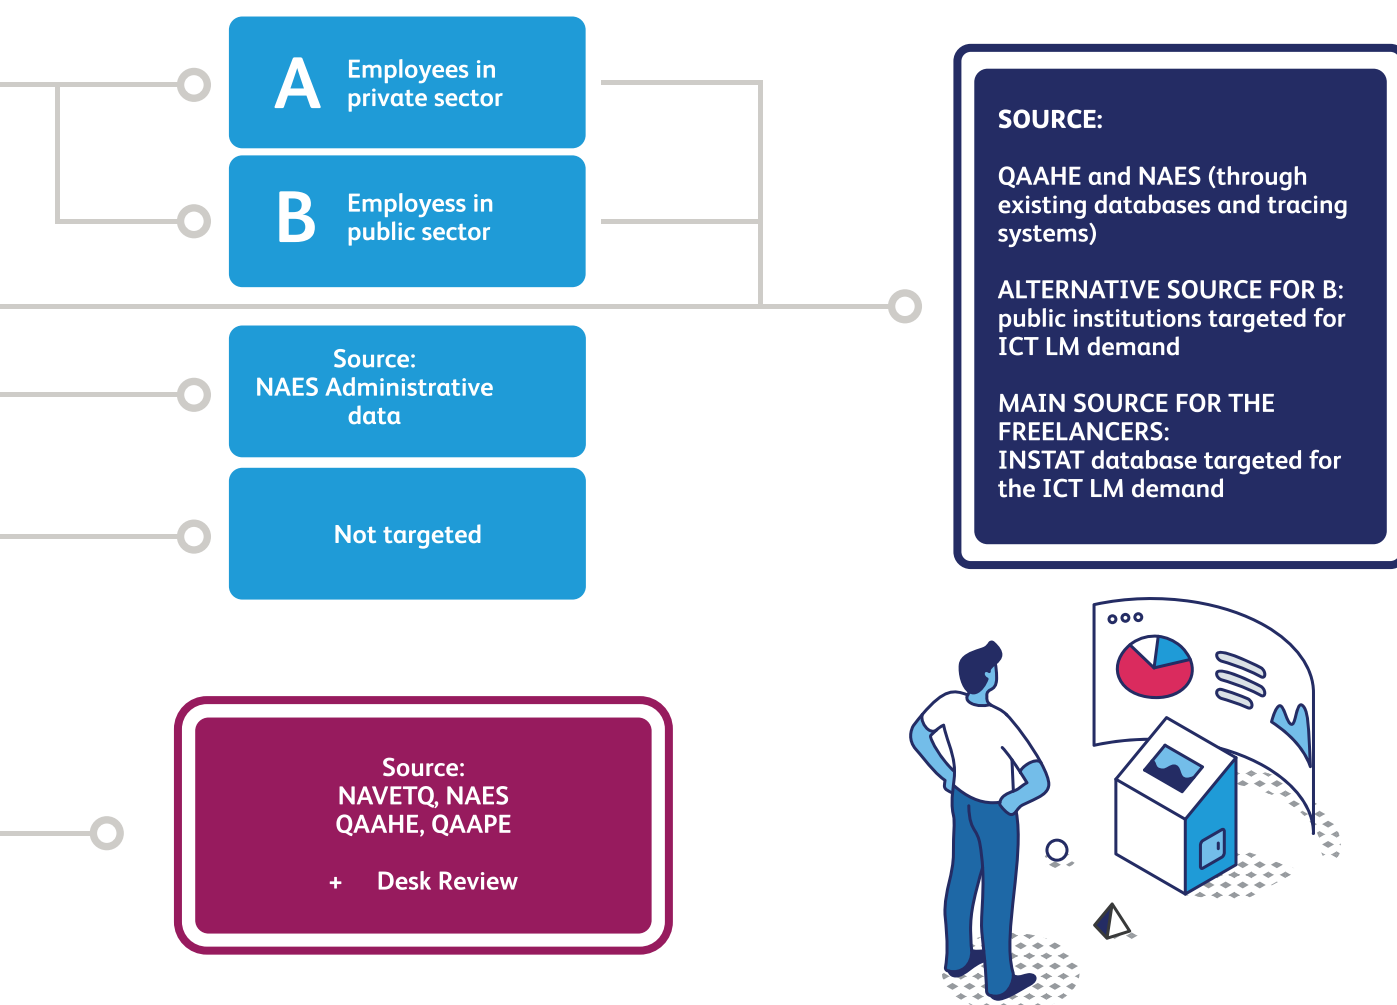 A
Employees in
private sector
B
Employess in
public sector
Source:
NAES Administrative
data
Not targeted
SOURCE:
QAAHE and NAES (through
existing databases and tracing
systems)
ALTERNATIVE SOURCE FOR B:
public institutions targeted for
ICT LM demand
MAIN SOURCE FOR THE
FREELANCERS:
INSTAT database targeted for
the ICT LM demand
Source:
NAVETQ, NAES
QAAHE, QAAPE
+ Desk Review